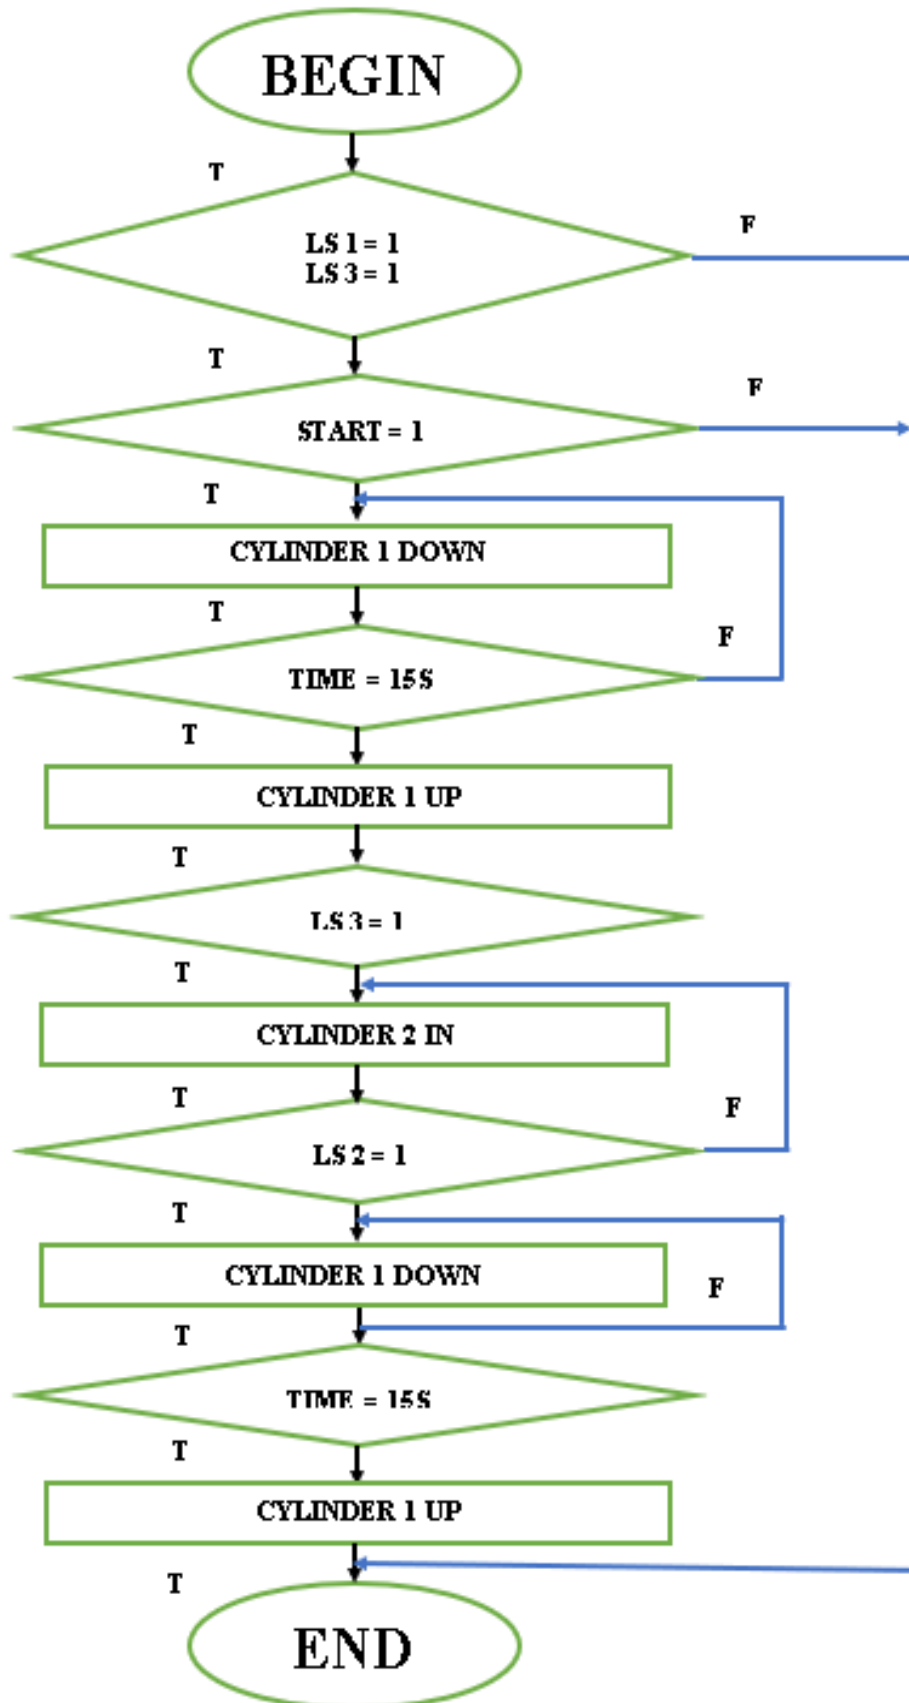 BEGIN
T
LS 1 = 1
LS 3 = 1
F
T
F
START = 1
T
CYLINDER 1 DOWN
T
F
TIME = 15S
T
CYLINDER 1 UP
T
LS 3 = 1
T
CYLINDER 2 IN
T
F
LS 2 = 1
T
CYLINDER 1 DOWN
F
T
TIME = 15S
T
CYLINDER 1 UP
T
END